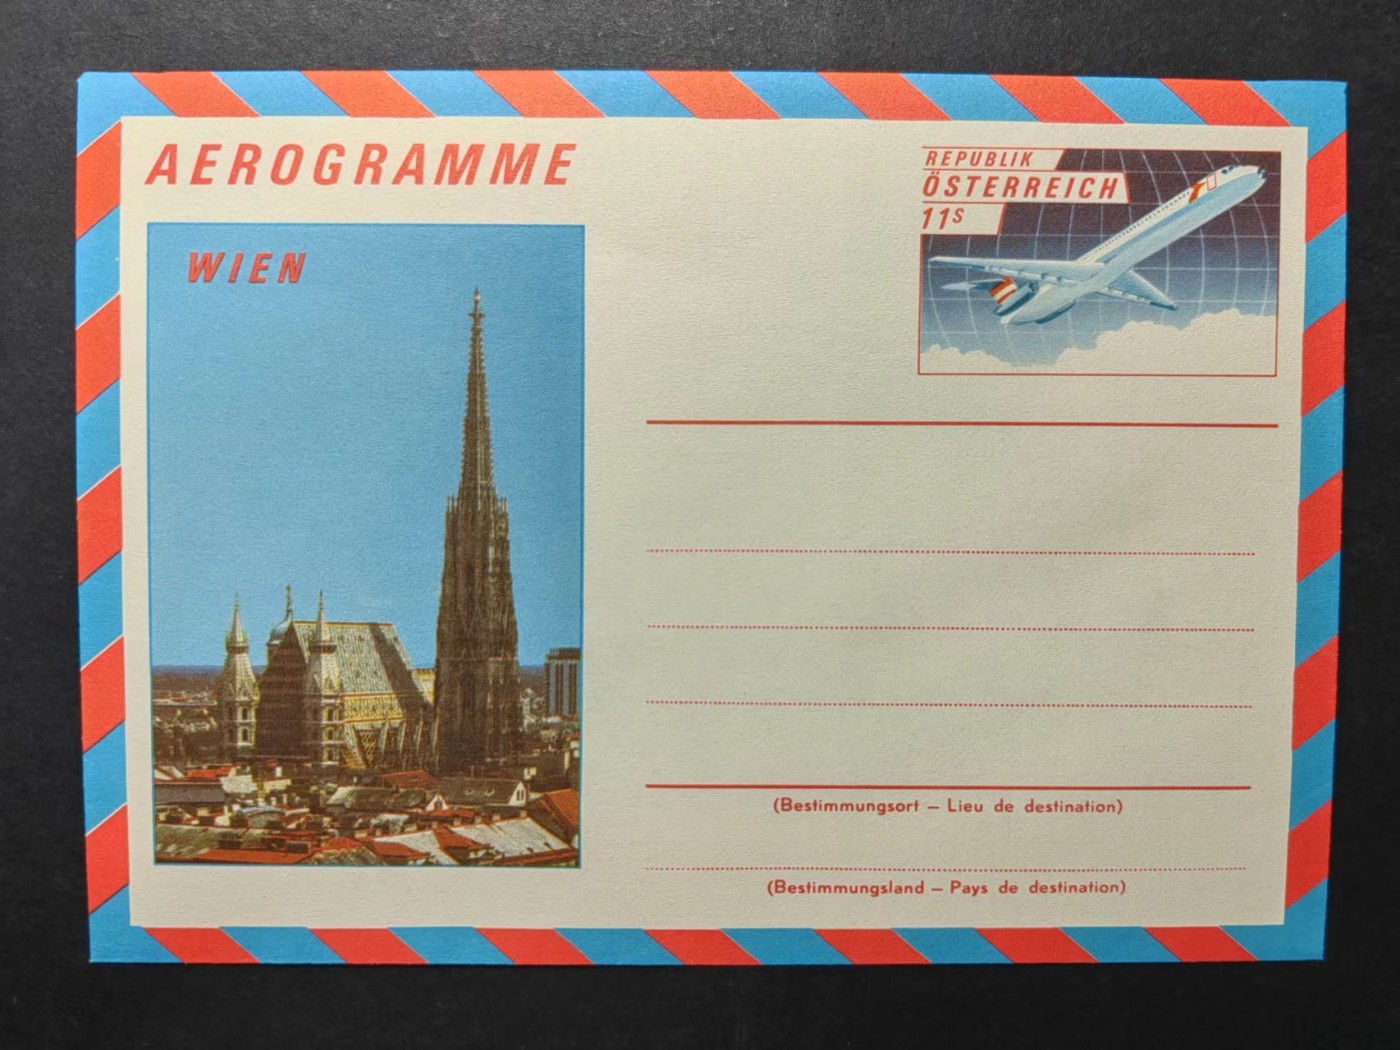 AEROGRAMME
WIEN
REPUBLIK
ÖSTERREICH
11S
(Bestimmungsort – Lieu de destination)
(Bestimmungsland – Pays de destination)